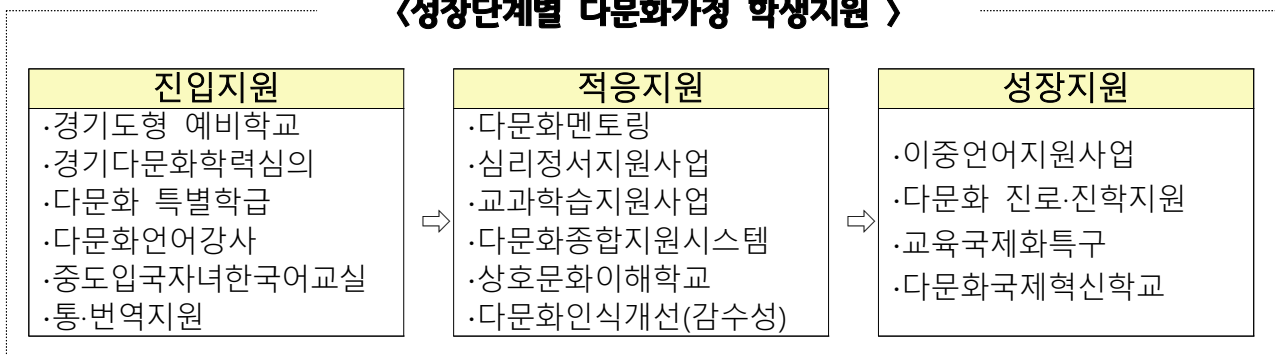 〈성장단계별 다문화가정 학생지원 〉
진입지원
·경기도형 예비학교
·경기다문화학력심의
·다문화 특별학급
·다문화언어강사
·중도입국자녀한국어교실
·통·번역지원
⇨
적응지원
·다문화멘토링
·심리정서지원사업
·교과학습지원사업
·다문화종합지원시스템
·상호문화이해학교
·다문화인식개선(감수성)
⇨
성장지원
·이중언어지원사업
·다문화 진로·진학지원
·교육국제화특구
·다문화국제혁신학교